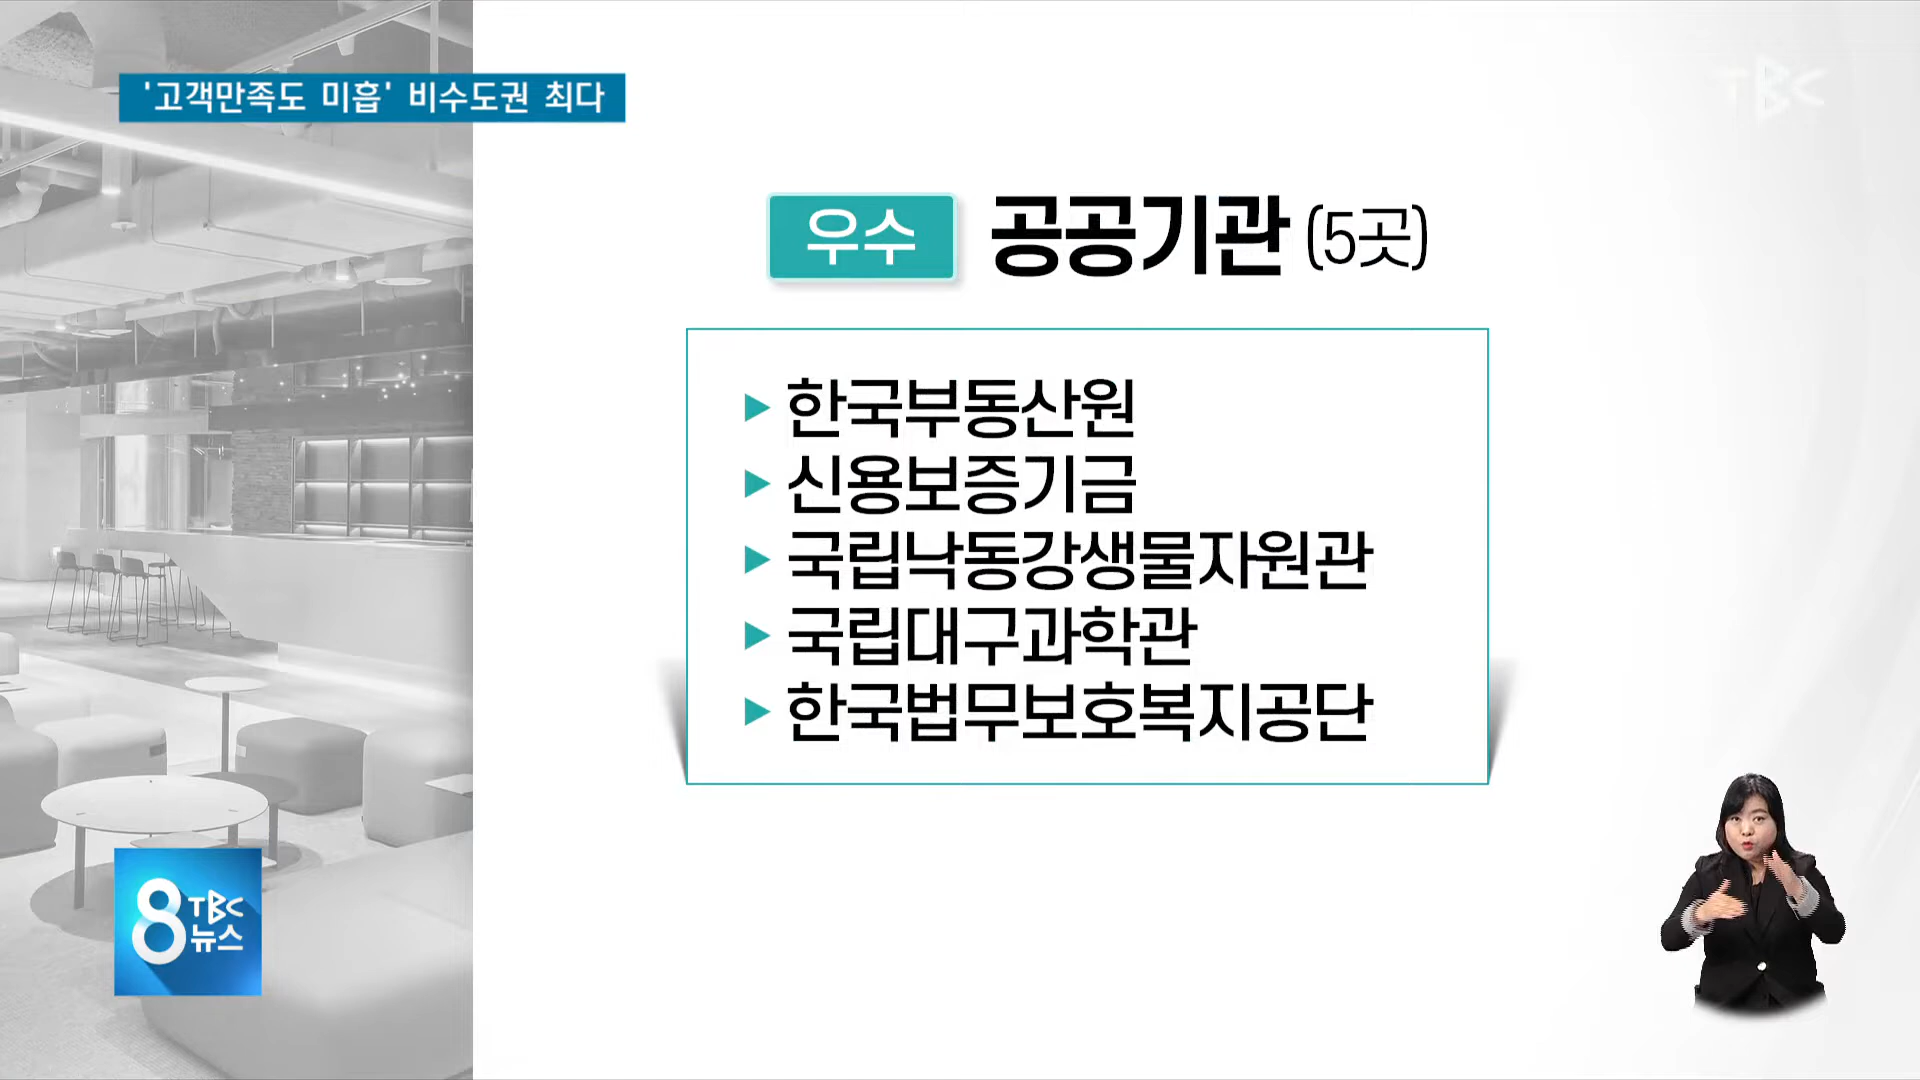 '고객만족도 미흡' 비수도권 최다
TBC
우수 공공기관 (5곳)
▶ 한국부동산원
▶ 신용보증기금
▶ 국립낙동강생물자원관
▶ 국립대구과학관
▶ 한국법무보호복지공단
8 TBC
뉴스